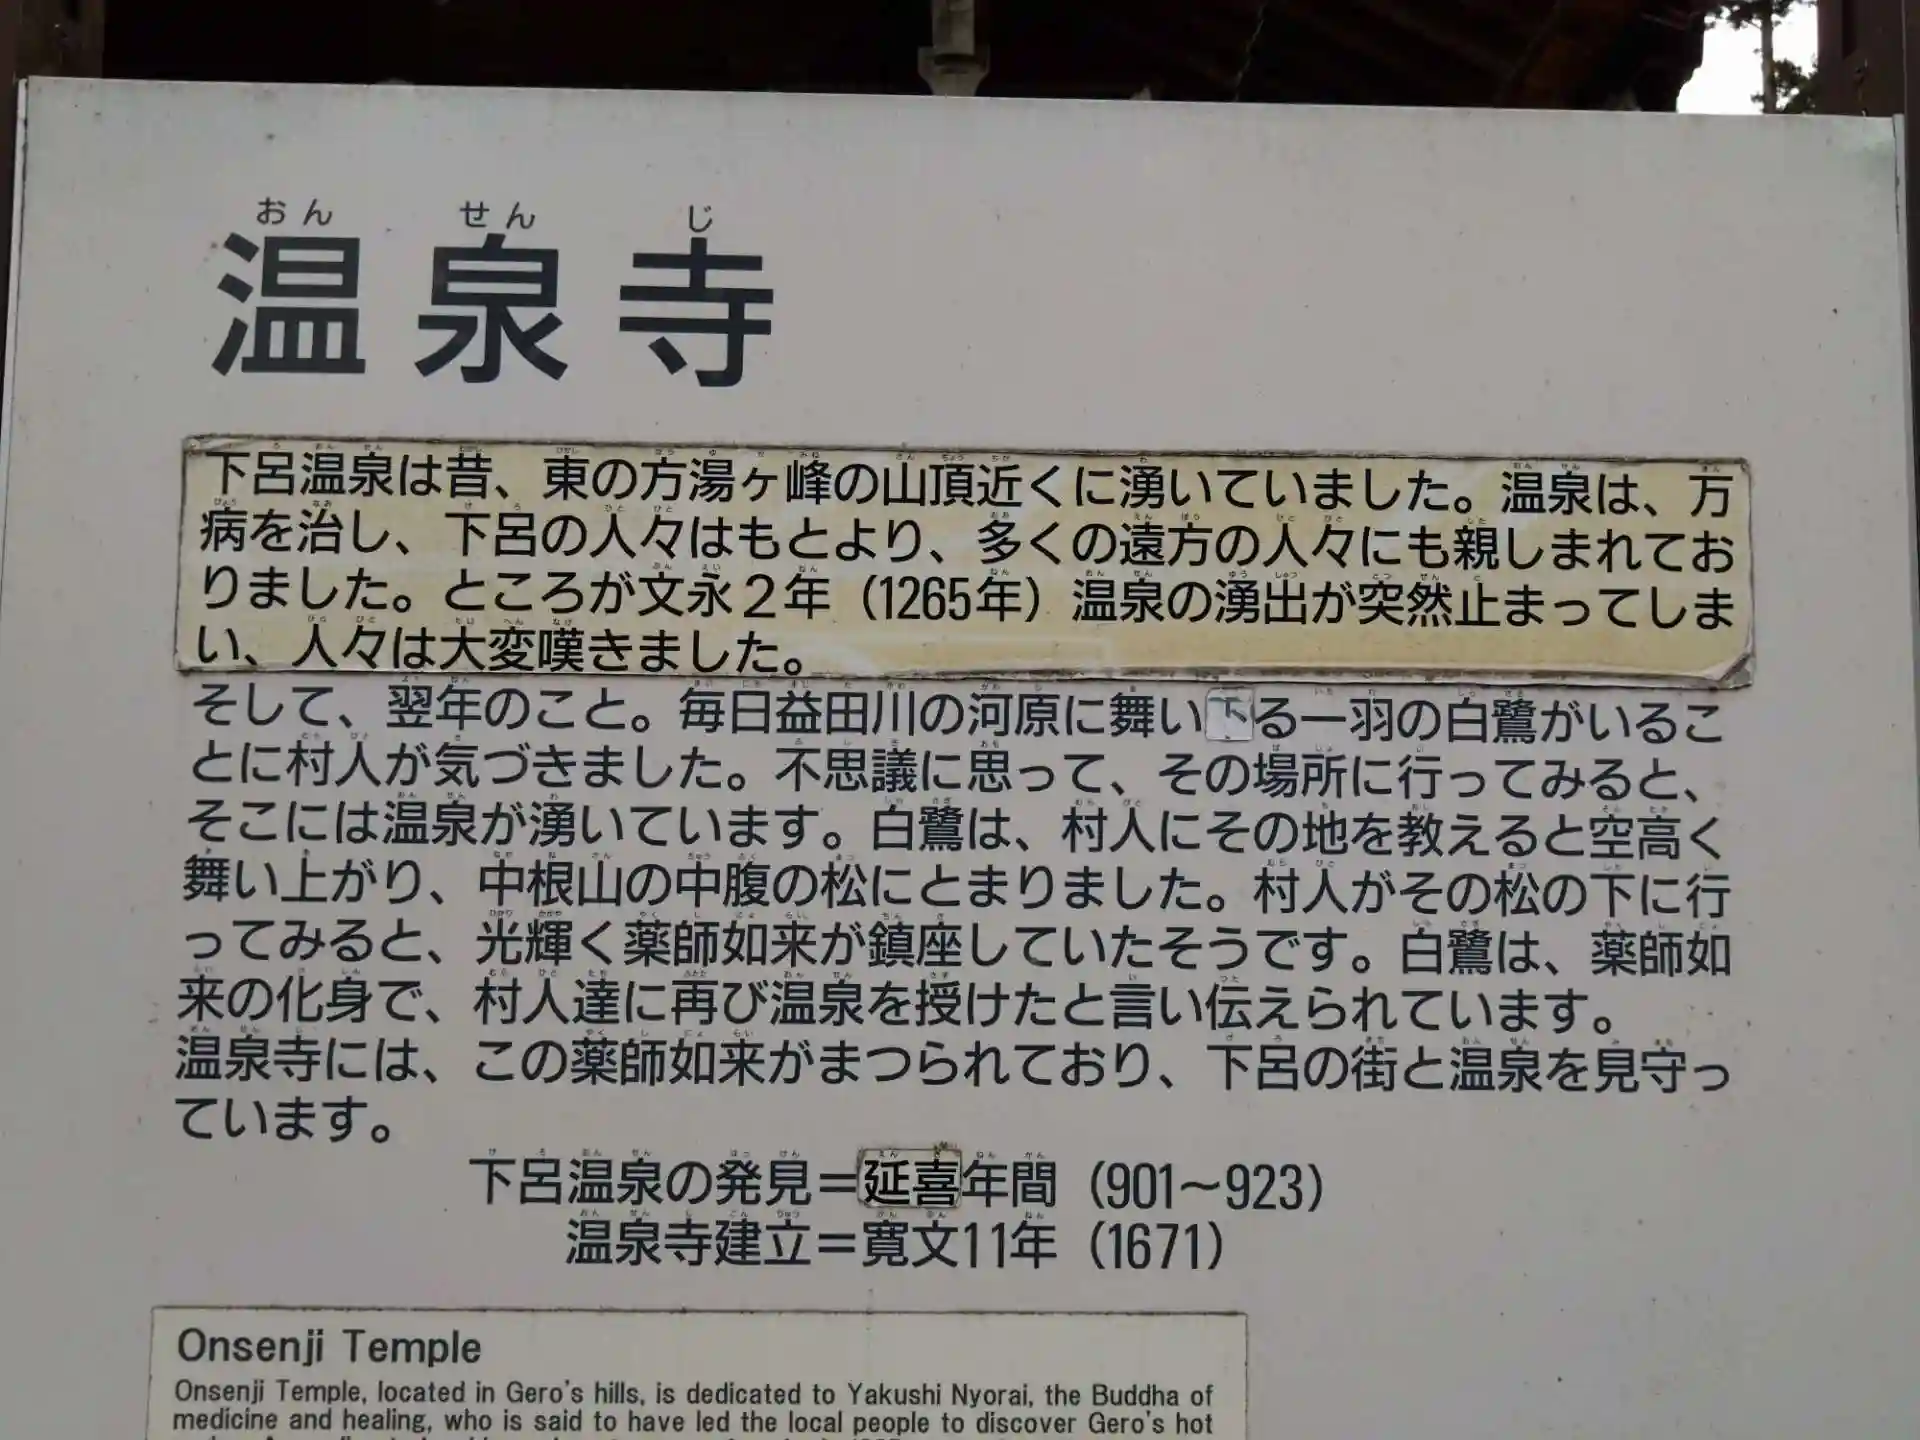 温泉寺
下呂温泉は昔、東の方湯ヶ峰の山頂近くに湧いていました。温泉は、万
病を治し、下呂の人々はもとより、多くの遠方の人々にも親しまれてお
りました。ところが文永２年（1265年）温泉の湧出が突然止まってしま
い、人々は大変嘆きました。
そして、翌年のこと。毎日益田川の河原に舞い下る一羽の白鷺がいるこ
とに村人が気づきました。不思議に思って、その場所に行ってみると、
そこには温泉が湧いています。白鷺は、村人にその地を教えると空高く
舞い上がり、中根山の中腹の松にとまりました。村人がその松の下に行
ってみると、光輝く薬師如来が鎮座していたそうです。白鷺は、薬師如
来の化身で、村人達に再び温泉を授けたと言い伝えられています。
温泉寺には、この薬師如来がまつられており、下呂の街と温泉を見守っ
ています。
下呂温泉の発見＝延喜年間（901～923）
温泉寺建立＝寛文11年（1671）
Onsenji Temple
Onsenji Temple, located in Gero's hills, is dedicated to Yakushi Nyorai, the Buddha of
medicine and healing, who is said to have led the local people to discover Gero's hot